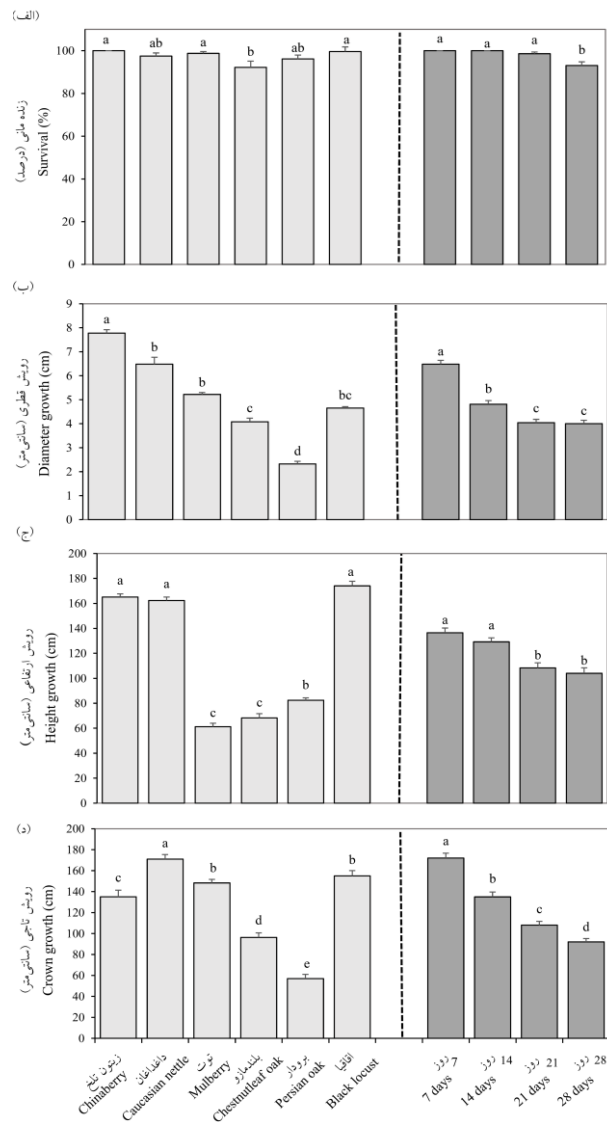 (الف)
زنده مانی (درصد)
Survival (%)
100
80
60
40
20
0
a ab a b ab a
a a a b
(ب)
رویش قطری (سانتی‌متر)
Diameter growth (cm)
9
8
7
6
5
4
3
2
1
0
a b b c d bc
a b c c
(ج)
رویش ارتفاعی (سانتی‌متر)
Height growth (cm)
200
180
160
140
120
100
80
60
40
20
0
a a c c b a
a a b b
(د)
رویش تاجی (سانتی‌متر)
Crown growth (cm)
200
180
160
140
120
100
80
60
40
20
0
c a b d e b
a b c d
زیتون تلخ
Chinaberry
داغداغان
Caucasian nettle
توت
Mulberry
بلندمازو
Chestnutleaf oak
برودار
Persian oak
اقاقیا
Black locust
7 روز
7 days
14 روز
14 days
21 روز
21 days
28 روز
28 days